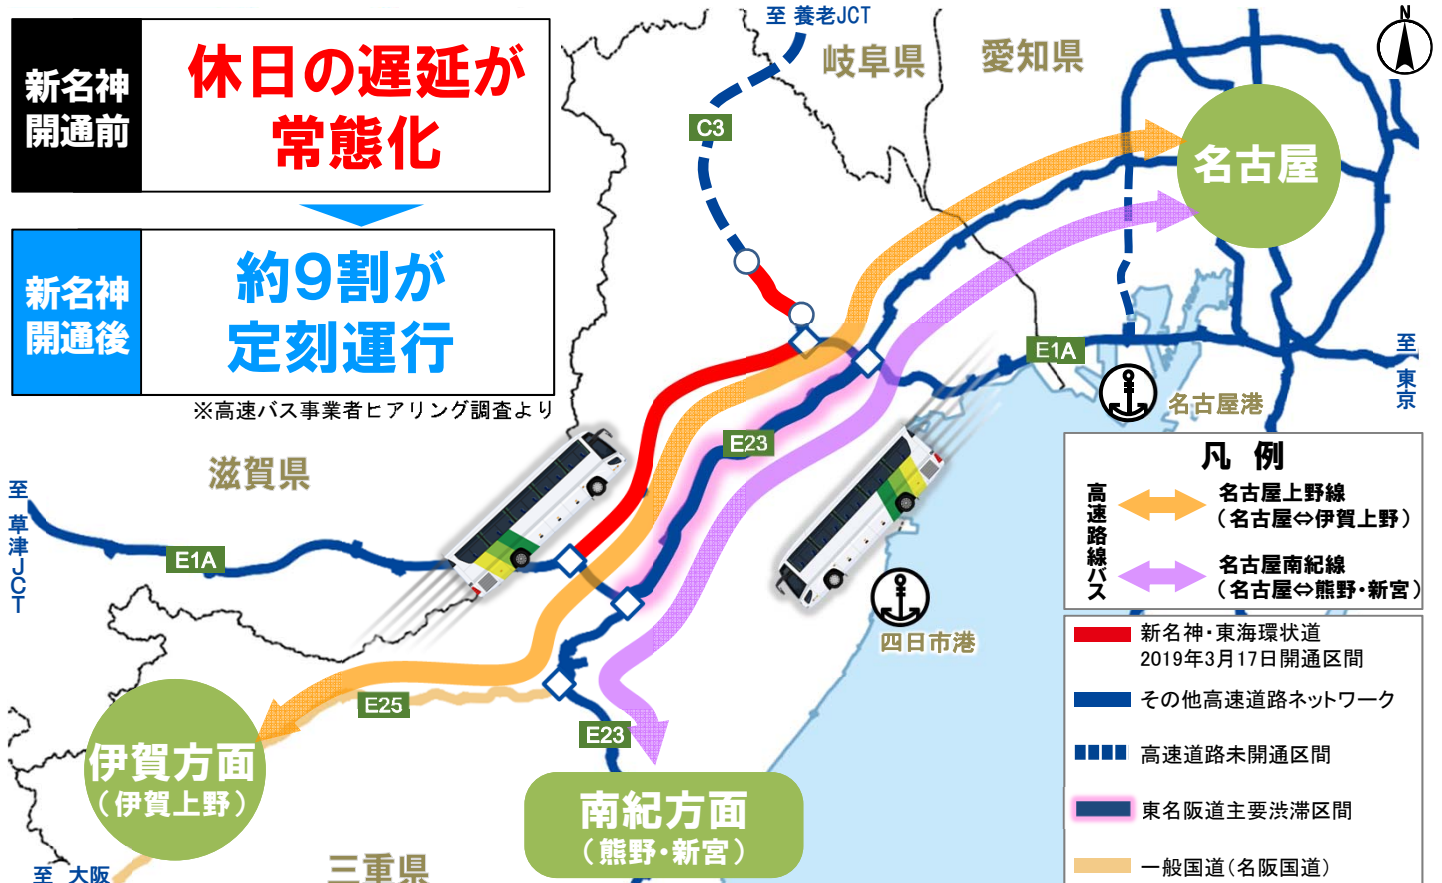 新名神
開通前
休日の遅延が
常態化
新名神
開通後
約9割が
定刻運行
※高速バス事業者ヒアリング調査より
至 養老JCT
岐阜県
愛知県
N
C3
名古屋
E1A
至 東京
名古屋港
E23
滋賀県
至 草津JCT
E1A
四日市港
E25
E23
伊賀方面
（伊賀上野）
南紀方面
（熊野・新宮）
三重県
至 大阪
凡 例
高速路線バス
名古屋上野線
（名古屋⇔伊賀上野）
名古屋南紀線
（名古屋⇔熊野・新宮）
新名神・東海環状道
2019年3月17日開通区間
その他高速道路ネットワーク
高速道路未開通区間
東名阪道主要渋滞区間
一般国道（名阪国道）